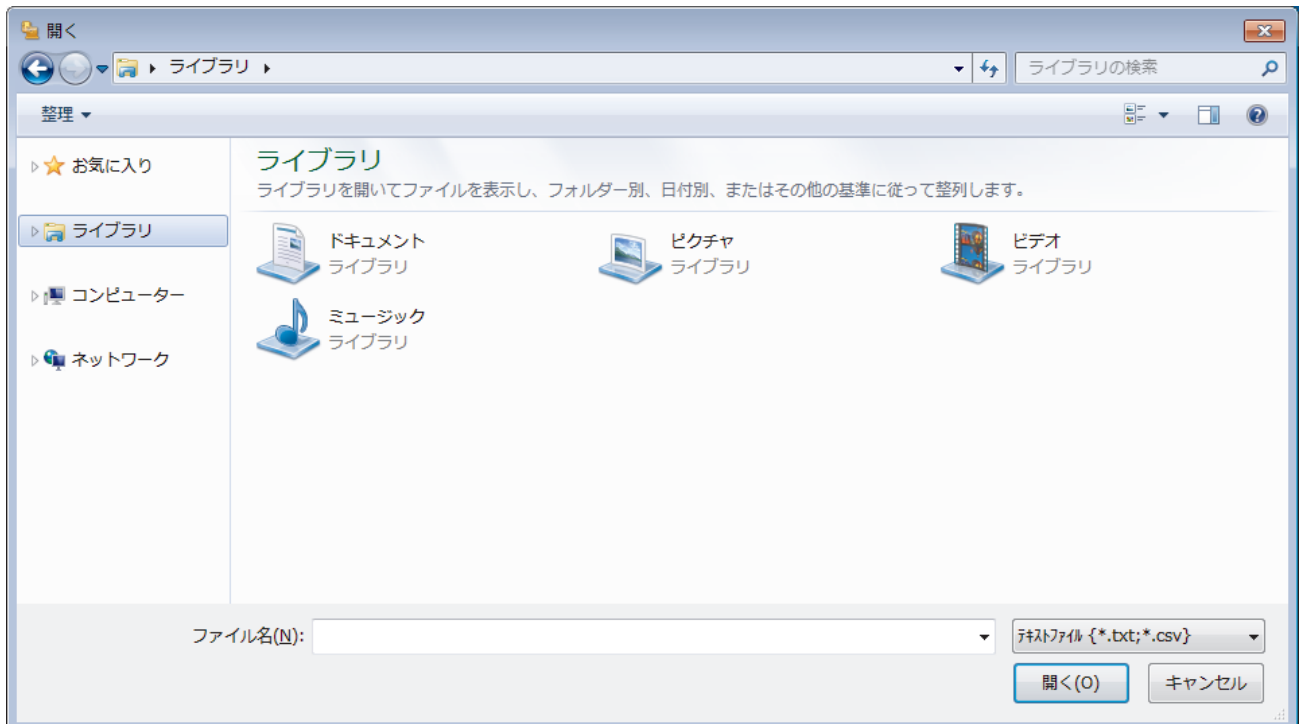 開く
ライブラリ
ライブラリの検索
整理
お気に入り
ライブラリ
コンピューター
ネットワーク
ライブラリ
ライブラリを開いてファイルを表示し、フォルダー別、日付別、またはその他の基準に従って整列します。
ドキュメント
ライブラリ
ピクチャ
ライブラリ
ビデオ
ライブラリ
ミュージック
ライブラリ
ファイル名(N):
ﾃｷｽﾄﾌｧｲﾙ {*.txt;*.csv}
開く(O)
キャンセル